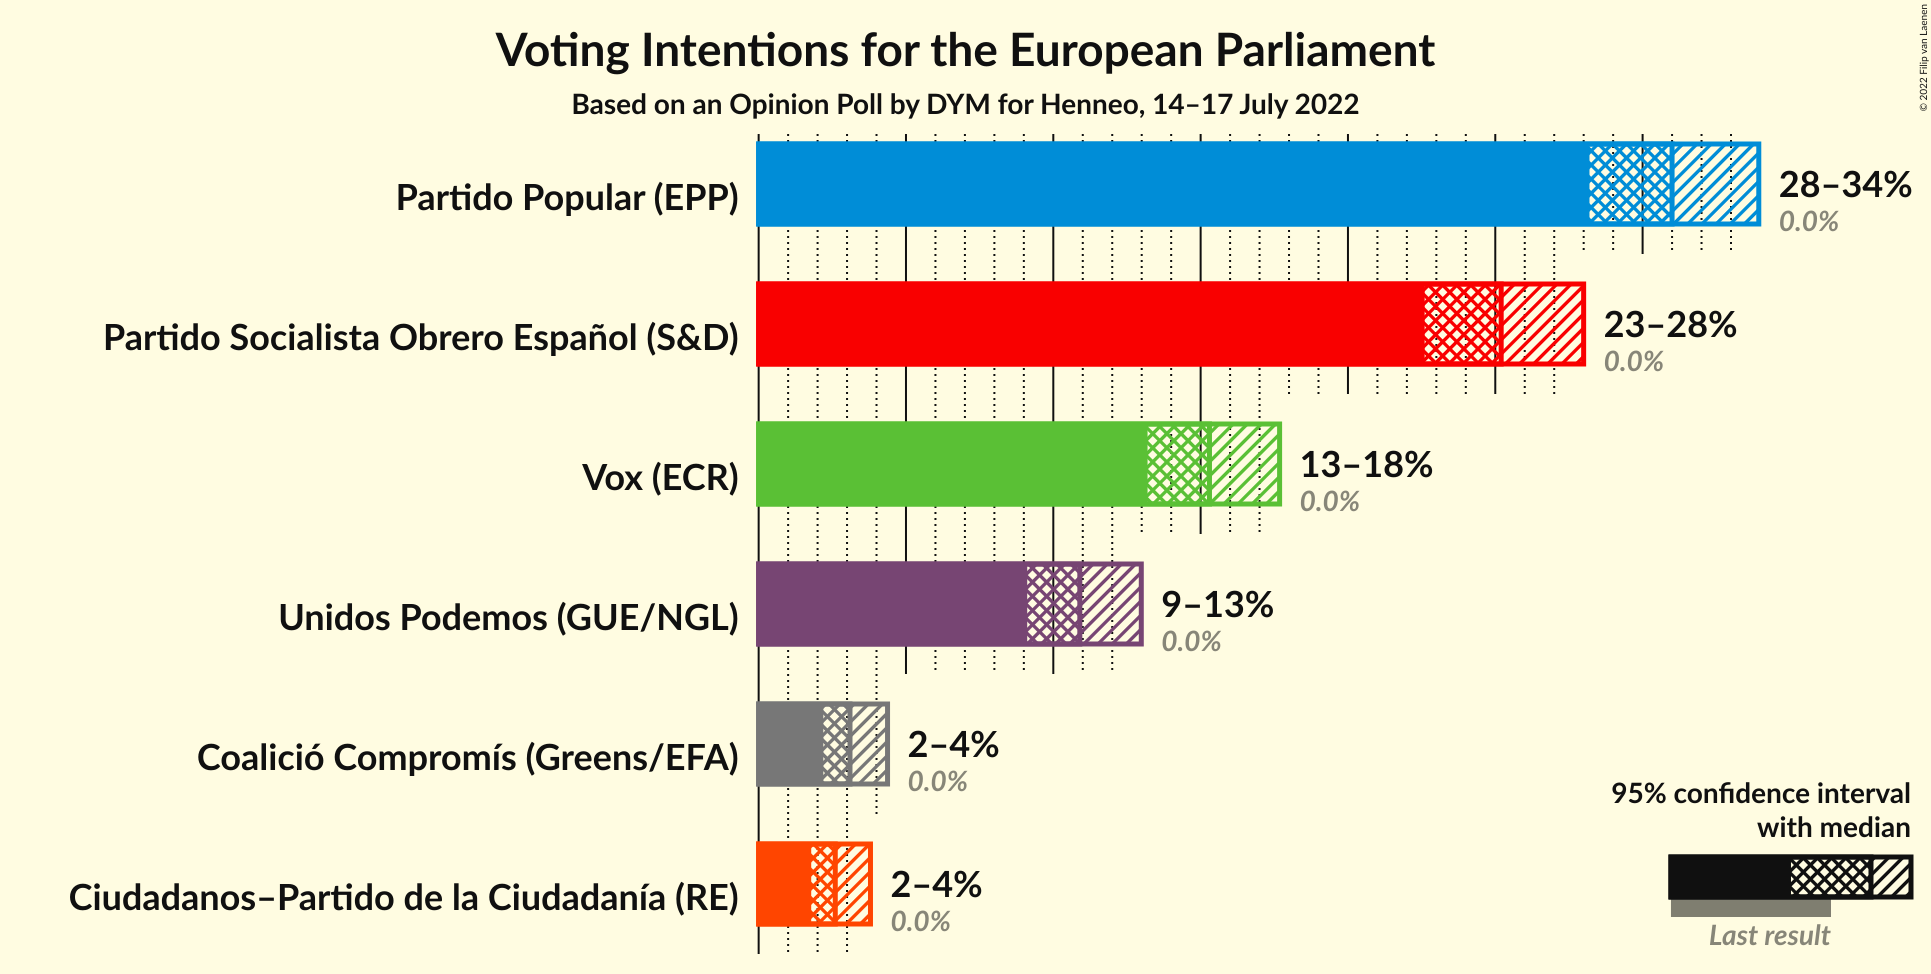 Voting Intentions for the European Parliament
Based on an Opinion Poll by DYM for Henneo, 14–17 July 2022
© 2022 Filip van Laenen
Partido Popular (EPP)
28–34%
0.0%
Partido Socialista Obrero Español (S&D)
23–28%
0.0%
Vox (ECR)
13–18%
0.0%
Unidos Podemos (GUE/NGL)
9–13%
0.0%
Coalició Compromís (Greens/EFA)
2–4%
0.0%
Ciudadanos–Partido de la Ciudadanía (RE)
2–4%
0.0%
95% confidence interval
with median
Last result